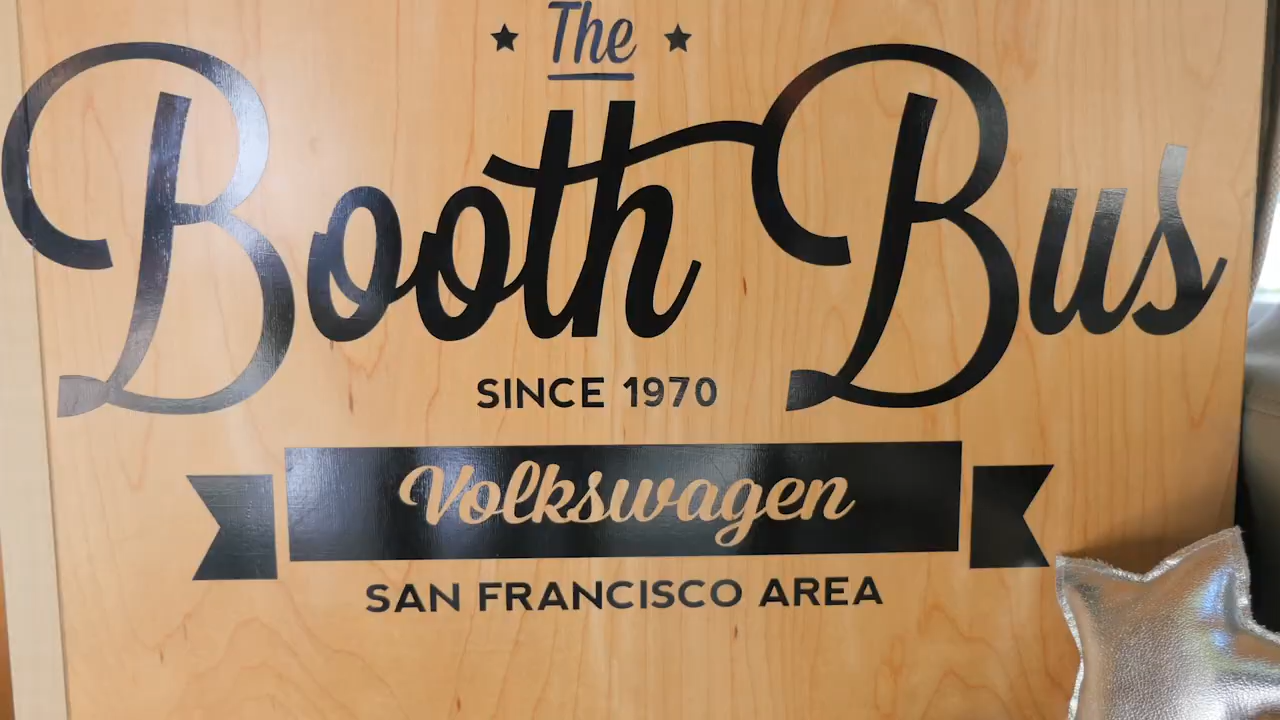 The
Booth Bus
SINCE 1970
Volkswagen
SAN FRANCISCO AREA